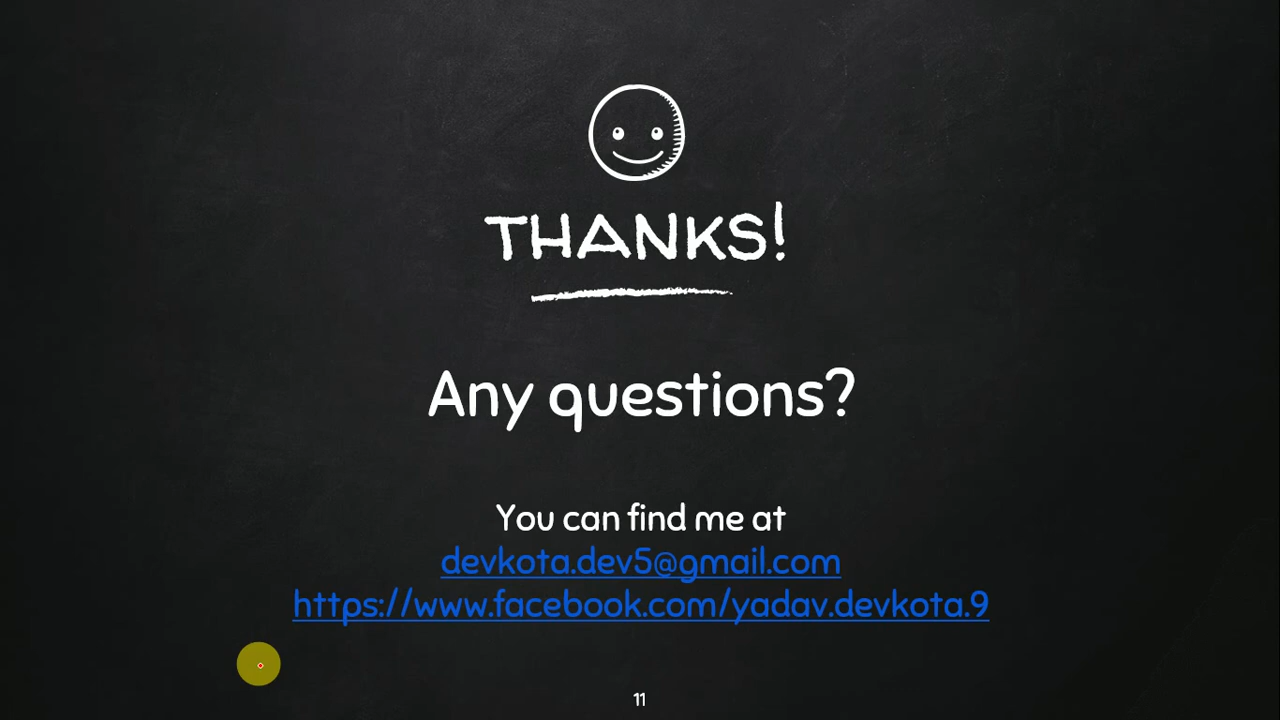 THANKS!
Any questions?
You can find me at
devkota.dev5@gmail.com
https://www.facebook.com/yadav.devkota.9
11